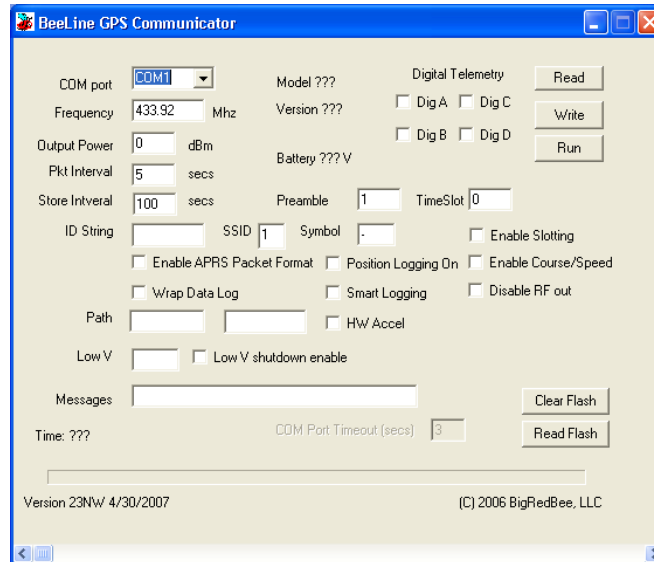 BeeLine GPS Communicator
COM port COM1 Model ??? Digital Telemetry Read
Frequency 433.92 Mhz Version ??? Dig A Dig C Write
Output Power 0 dBm Battery ??? V Dig B Dig D Run
Pkt Interval 5 secs
Store Intveral 100 secs Preamble 1 TimeSlot 0
ID String SSID 1 Symbol - Enable Slotting
Enable APRS Packet Format Position Logging On Enable Course/Speed
Wrap Data Log Smart Logging Disable RF out
Path HW Accel
Low V Low V shutdown enable
Messages Clear Flash
Time: ??? COM Port Timeout (secs) 3 Read Flash
Version 23NW 4/30/2007 (C) 2006 BigRedBee, LLC